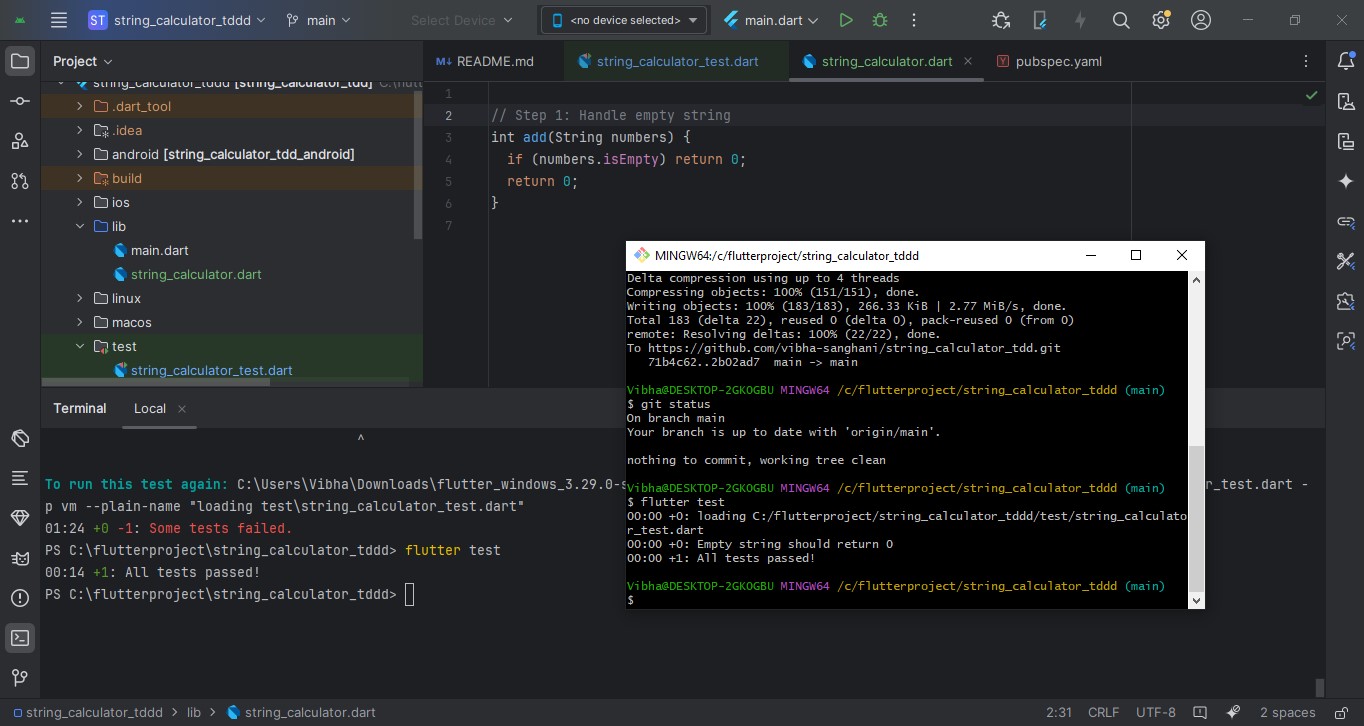 ST string_calculator_tddd main Select Device <no device selected> main.dart
Project
README.md string_calculator_test.dart string_calculator.dart pubspec.yaml
string_calculator_tddd [string_calculator_tdd]
.dart_tool
.idea
android [string_calculator_tdd_android]
build
ios
lib
main.dart
string_calculator.dart
linux
macos
test
string_calculator_test.dart
1
2 // Step 1: Handle empty string
3 int add(String numbers) {
4 if (numbers.isEmpty) return 0;
5 return 0;
6 }
7
MINGW64:/c/flutterproject/string_calculator_tddd
Delta compression using up to 4 threads
Compressing objects: 100% (151/151), done.
Writing objects: 100% (183/183), 266.33 KiB | 2.77 MiB/s, done.
Total 183 (delta 22), reused 0 (delta 0), pack-reused 0 (from 0)
remote: Resolving deltas: 100% (22/22), done.
To https://github.com/vibha-sanghani/string_calculator_tdd.git
71b4c62..2b02ad7 main -> main
Vibha@DESKTOP-2GKOGBU MINGW64 /c/flutterproject/string_calculator_tddd (main)
$ git status
On branch main
Your branch is up to date with 'origin/main'.
nothing to commit, working tree clean
Vibha@DESKTOP-2GKOGBU MINGW64 /c/flutterproject/string_calculator_tddd (main)
$ flutter test
00:00 +0: loading C:/flutterproject/string_calculator_tddd/test/string_calculato
r_test.dart
00:00 +0: Empty string should return 0
00:00 +1: All tests passed!
Vibha@DESKTOP-2GKOGBU MINGW64 /c/flutterproject/string_calculator_tddd (main)
$
Terminal Local
^
To run this test again: C:\Users\Vibha\Downloads\flutter_windows_3.29.0-s r_test.dart -
p vm --plain-name "loading test\string_calculator_test.dart"
01:24 +0 -1: Some tests failed.
PS C:\flutterproject\string_calculator_tddd> flutter test
00:14 +1: All tests passed!
PS C:\flutterproject\string_calculator_tddd>
string_calculator_tddd > lib > string_calculator.dart 2:31 CRLF UTF-8 2 spaces